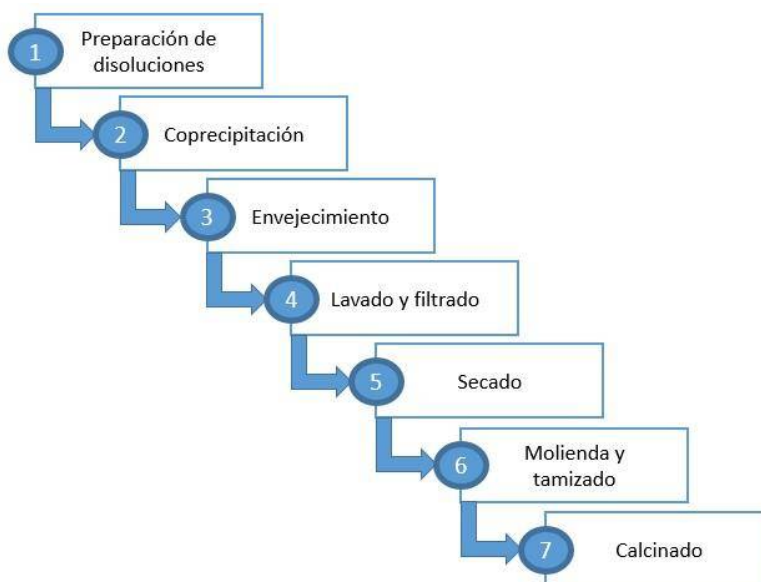 1
Preparación de
disoluciones
2
Coprecipitación
3
Envejecimiento
4
Lavado y filtrado
5
Secado
6
Molienda y
tamizado
7
Calcinado